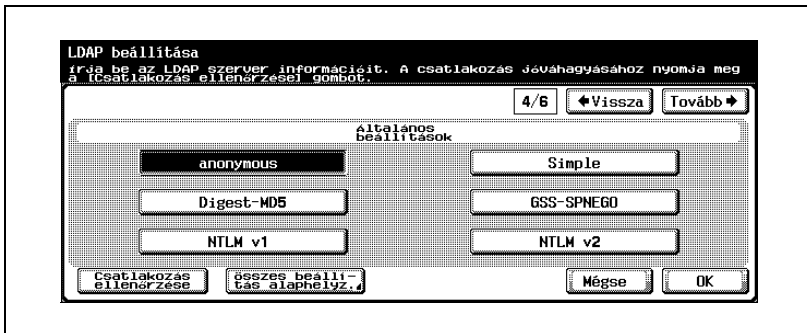 LDAP beállítása
írja be az LDAP szerver információit. A csatlakozás jóváhagyásához nyomja meg
a [Csatlakozás ellenőrzése] gombot.
4/6 ←Vissza Tovább→
Általános
beállítások
anonymous Simple
Digest-MD5 GSS-SPNEGO
NTLM v1 NTLM v2
Csatlakozás
ellenőrzése
összes beállí-
tás alaphelyz.
Mégse OK